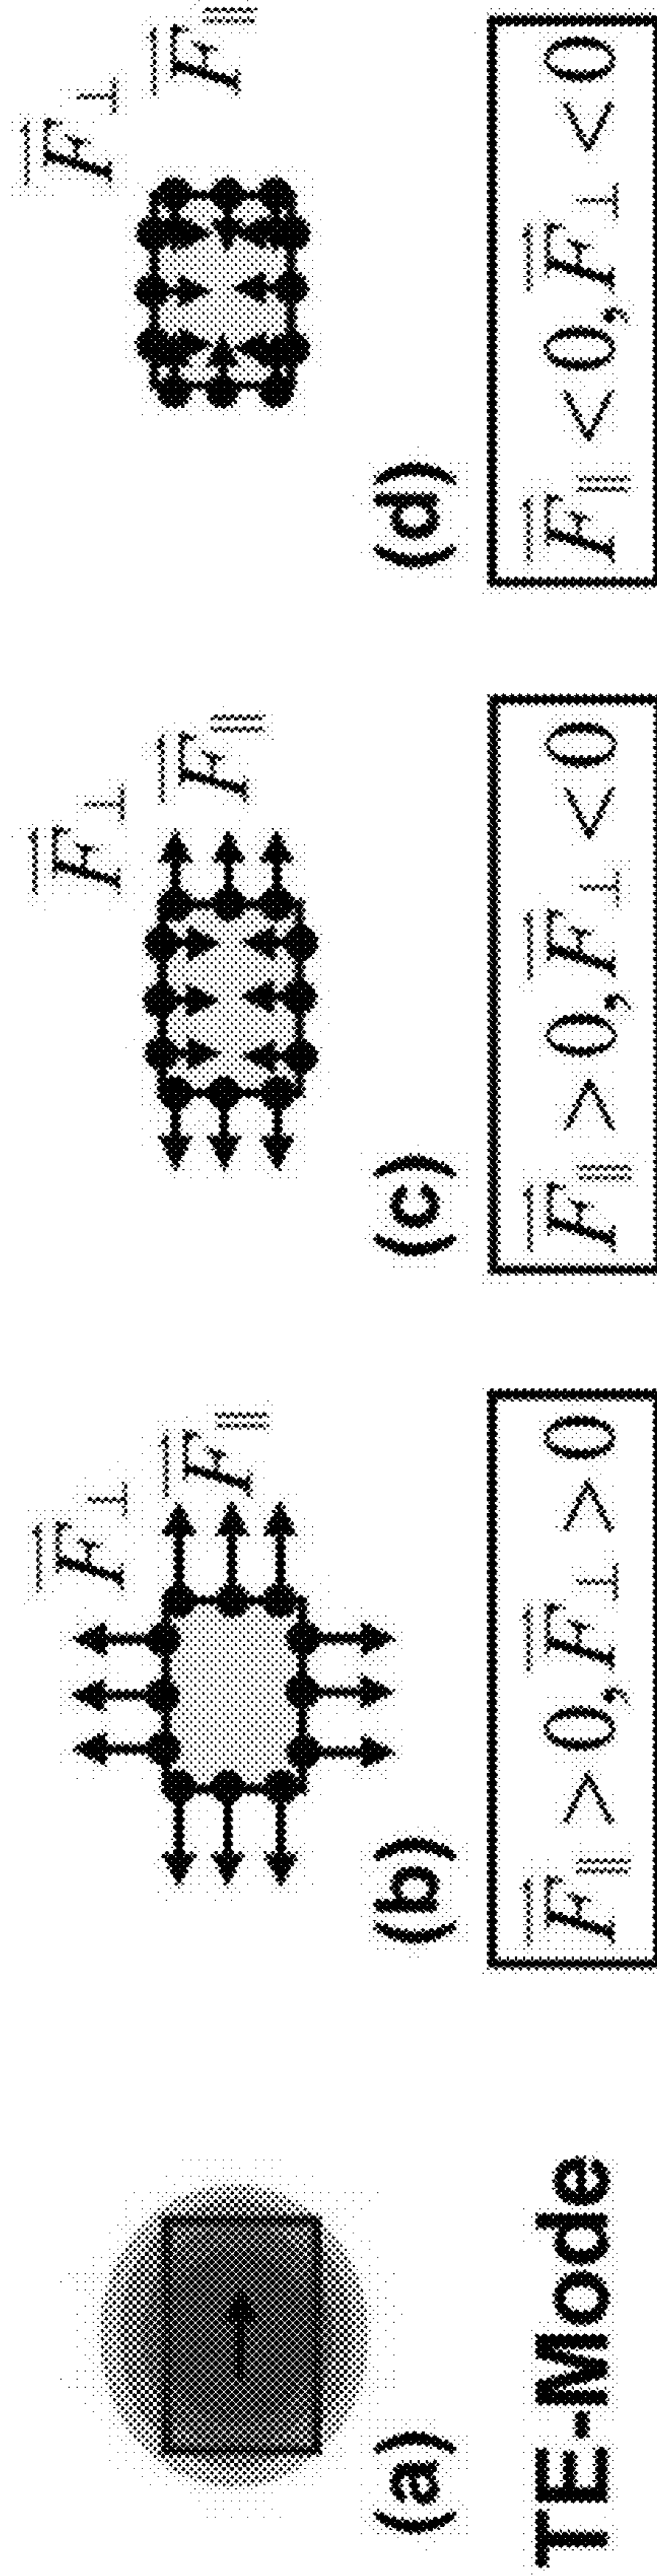 F̅⊥
F̅∥
F̅⊥
F̅∥
F̅⊥
F̅∥
(a)
(b)
(c)
(d)
TE-Mode
F̅∥ > 0, F̅⊥ > 0
F̅∥ > 0, F̅⊥ < 0
F̅∥ < 0, F̅⊥ < 0